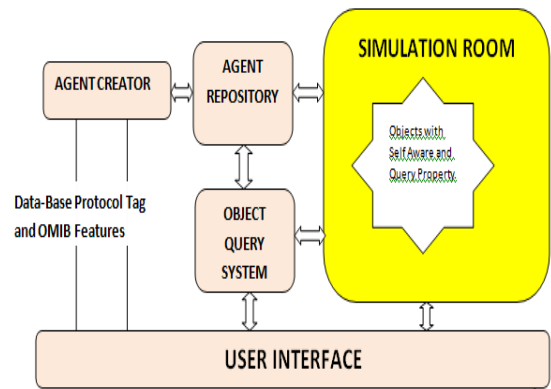 SIMULATION ROOM
AGENT CREATOR
AGENT
REPOSITORY
Objects with
Self Aware and
Query Property.
Data-Base Protocol Tag
and OMIB Features
OBJECT
QUERY
SYSTEM
USER INTERFACE